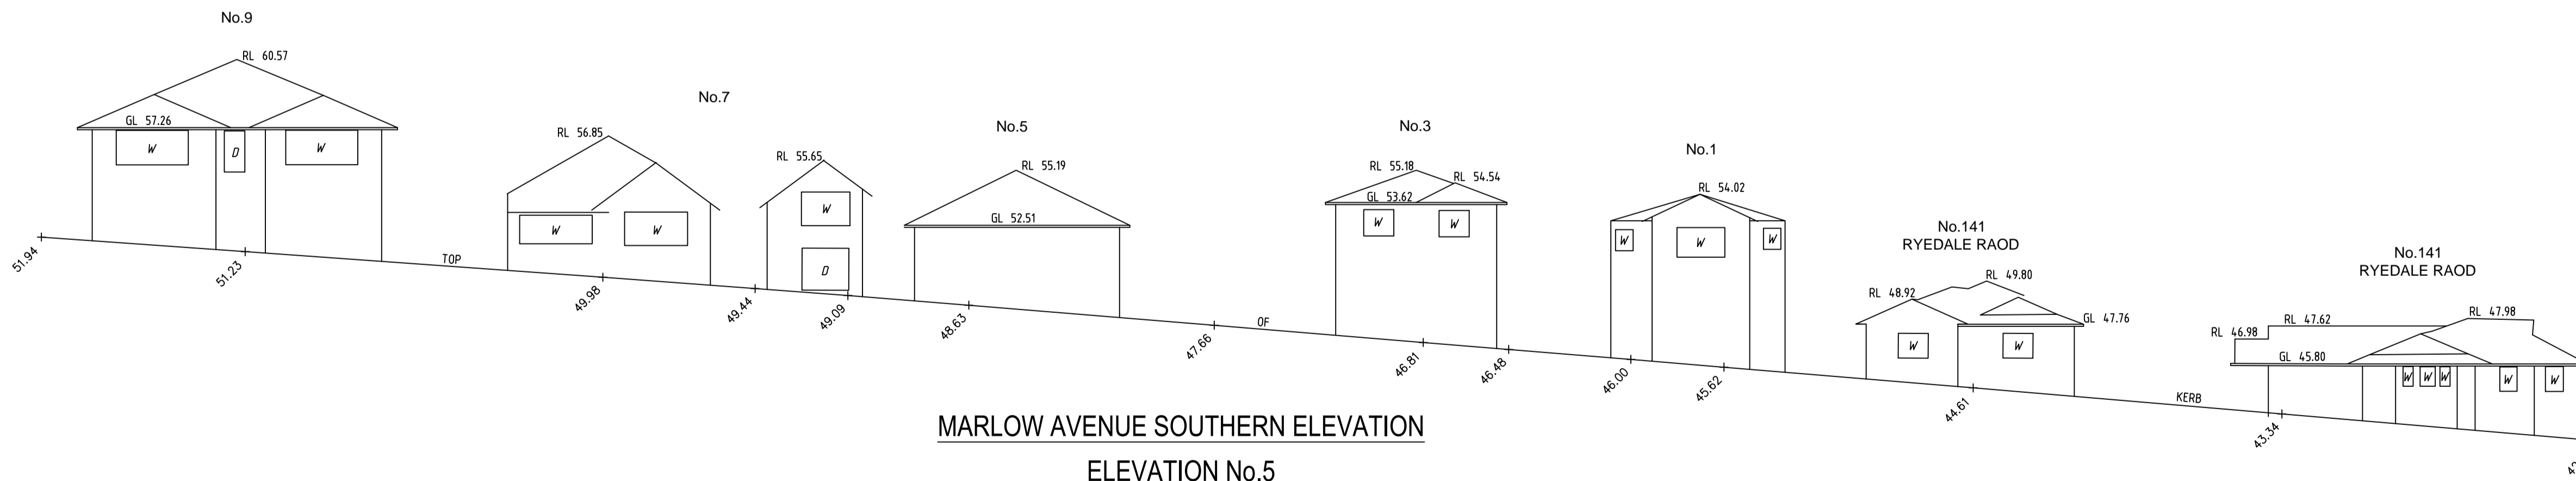 No.9
RL 60.57
GL 57.26
W
D
W
No.7
RL 56.85
W
W
RL 55.65
W
D
No.5
RL 55.19
GL 52.51
No.3
RL 55.18
RL 54.54
GL 53.62
W
W
No.1
RL 54.02
W
W
W
No.141
RYEDALE RAOD
RL 49.80
RL 48.92
GL 47.76
W
W
No.141
RYEDALE RAOD
RL 47.98
RL 47.62
RL 46.98
GL 45.80
W
W
W
W
W
51.94
51.23
TOP
49.98
49.44
49.09
48.63
47.66
OF
46.81
46.48
46.00
45.62
44.61
KERB
43.34
MARLOW AVENUE SOUTHERN ELEVATION
ELEVATION No.5